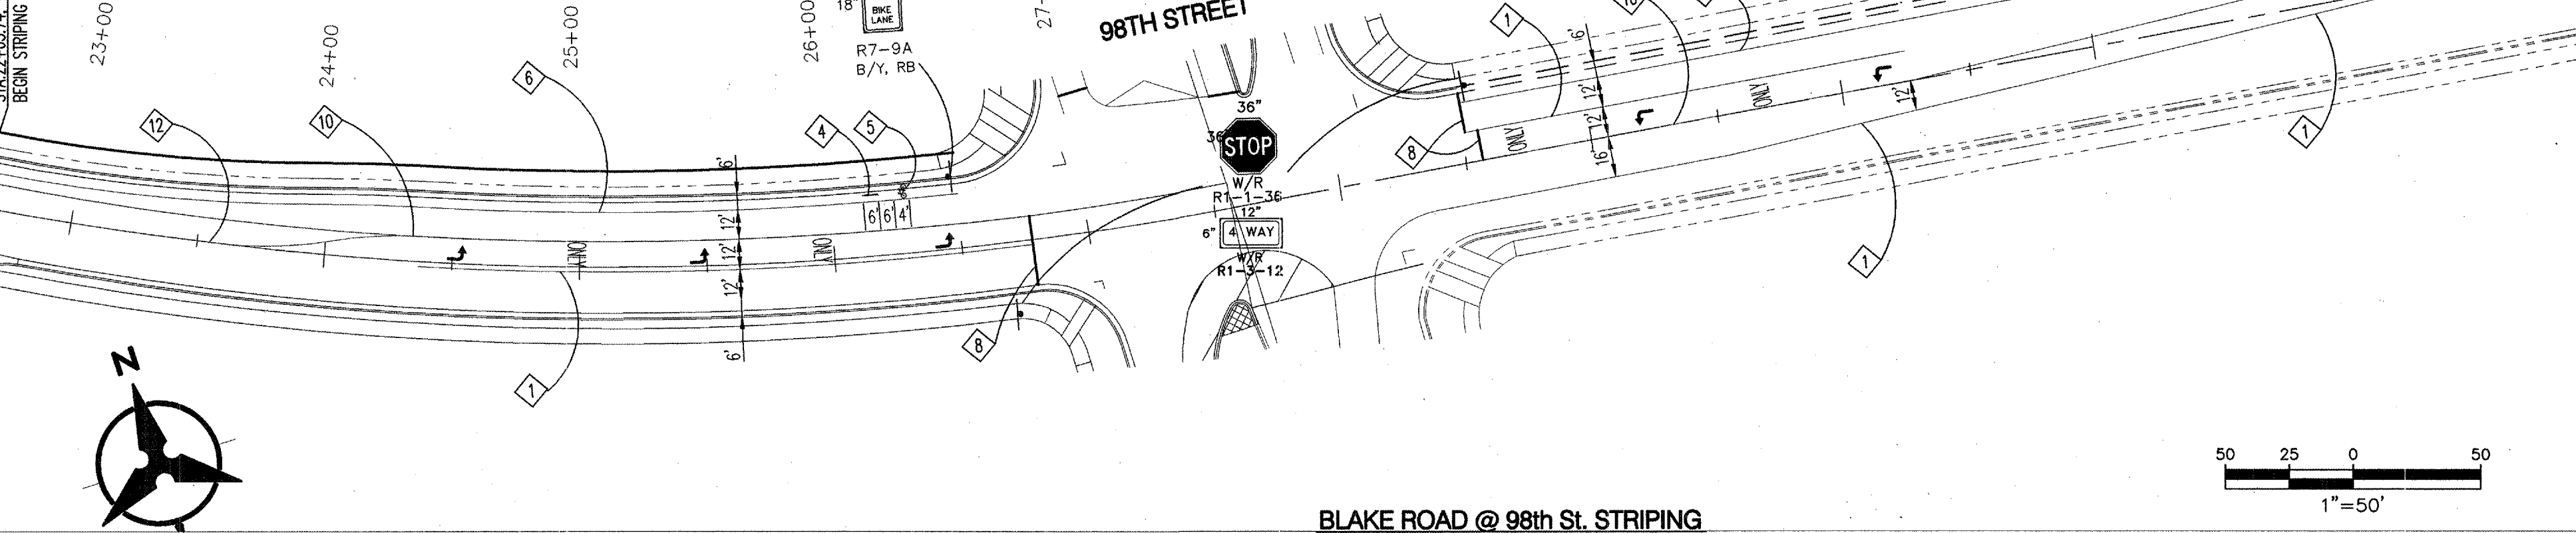 BEGIN STRIPING
23+00
24+00
25+00
26+00
27-
18"
BIKE
LANE
R7-9A
B/Y, RB
98TH STREET
12
10
6
4
5
6'
12'
12'
12'
6'
6' 6' 4'
ONLY
ONLY
1
8
36"
STOP
W/R
R1-1-36
12"
6"
4 WAY
W/R
R1-3-12
8
1
6'
12'
12'
16'
ONLY
ONLY
12'
1
1
N
50 25 0 50
1"=50'
BLAKE ROAD @ 98th St. STRIPING